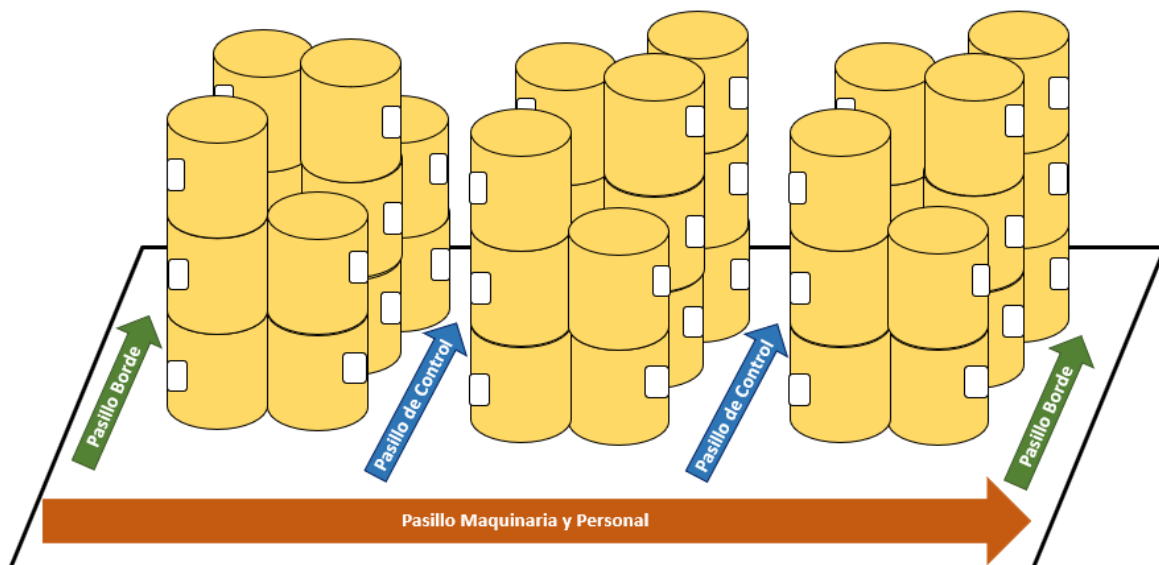 Pasillo Borde
Pasillo de Control
Pasillo de Control
Pasillo Borde
Pasillo Maquinaria y Personal